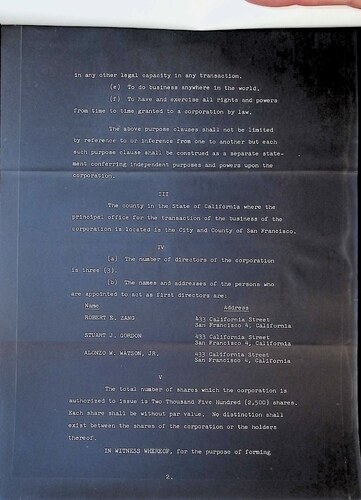 in any other legal capacity in any transaction.
(e) To do business anywhere in the world.
(f) To have and exercise all rights and powers
from time to time granted to a corporation by law.
The above purpose clauses shall not be limited
by reference to or inference from one to another but each
such purpose clause shall be construed as a separate state-
ment conferring independent purposes and powers upon the
corporation.
III
The county in the State of California where the
principal office for the transaction of the business of the
corporation is located is the City and County of San Francisco.
IV
(a) The number of directors of the corporation
is three (3).
(b) The names and addresses of the persons who
are appointed to act as first directors are:
Name Address
ROBERT E. ZANG 433 California Street
San Francisco 4, California
STUART J. GORDON 433 California Street
San Francisco 4, California
ALONZO W. WATSON, JR. 433 California Street
San Francisco 4, California
V
The total number of shares which the corporation is
authorized to issue is Two Thousand Five Hundred (2,500) shares.
Each share shall be without par value. No distinction shall
exist between the shares of the corporation or the holders
thereof.
IN WITNESS WHEREOF, for the purpose of forming
2.